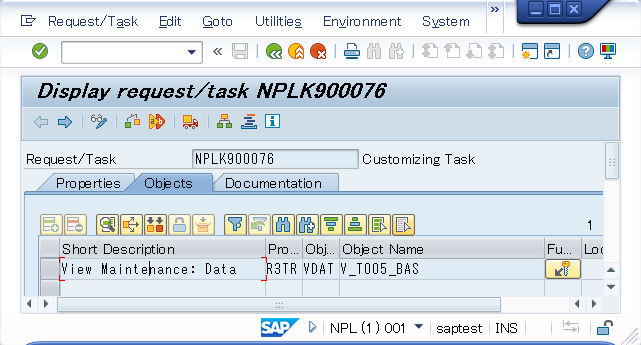 Request/Task Edit Goto Utilities Environment System »
«
Display request/task NPLK900076
Request/Task NPLK900076 Customizing Task
Properties Objects Documentation
1
Short Description Pro... Obj... Object Name Fu... Loc
View Maintenance: Data R3TR VDAT V_T005_BAS
SAP NPL (1) 001 saptest INS